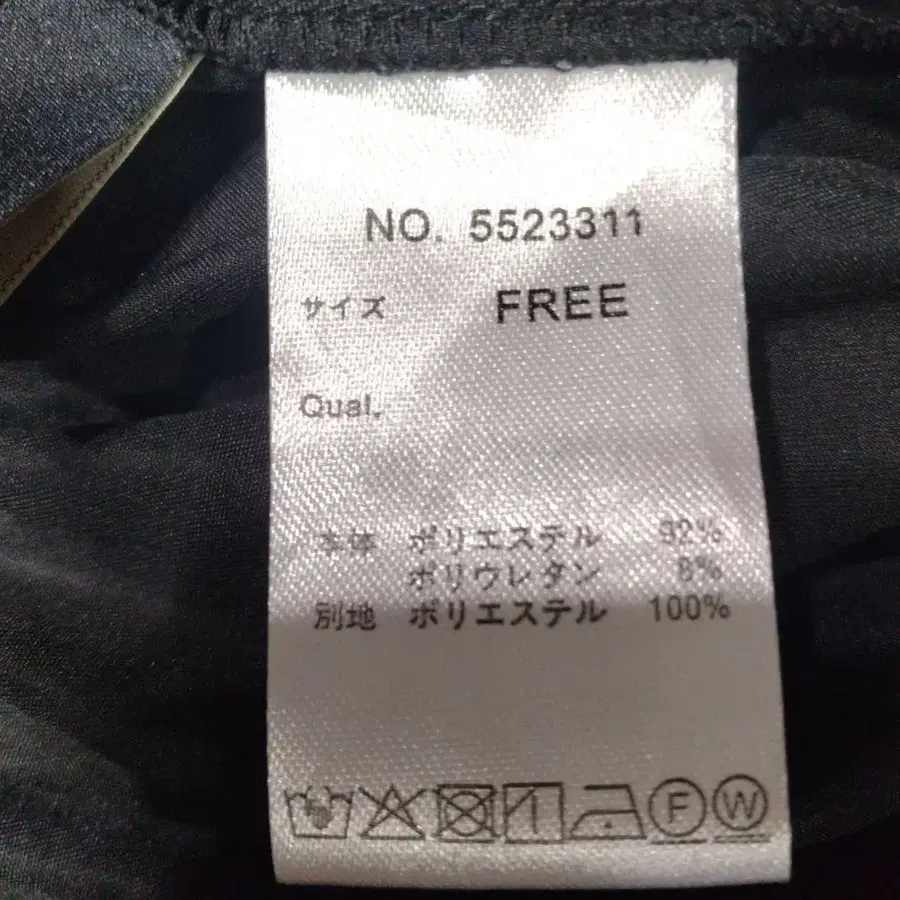 NO. 5523311
サイズ FREE
Qual.
本体 ポリエステル 92%
ポリウレタン 8%
別地 ポリエステル 100%
F W